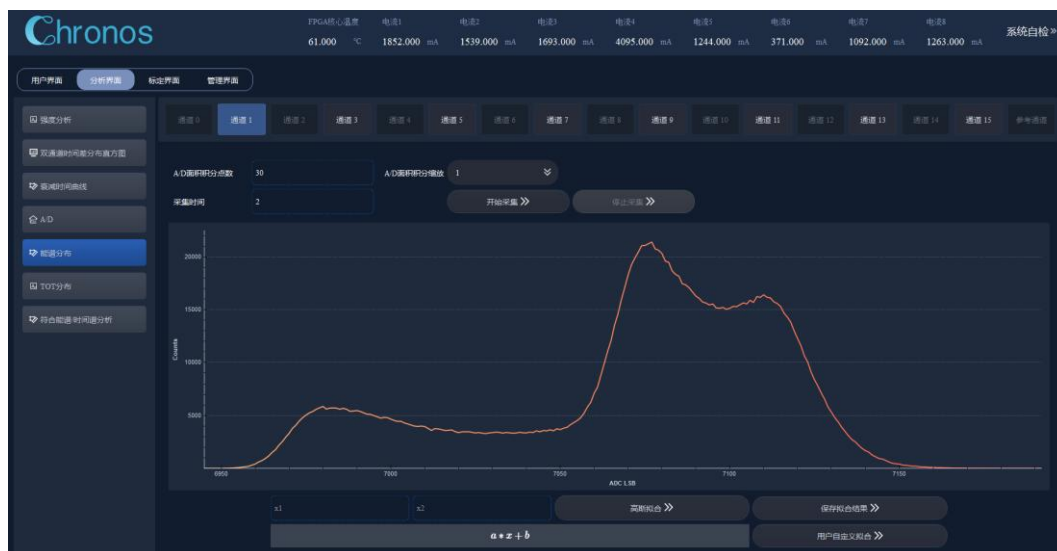 Chronos
FPGA核心温度 电流1 电流2 电流3 电流4 电流5 电流6 电流7 电流8
61.000 ℃ 1852.000 mA 1539.000 mA 1693.000 mA 4095.000 mA 1244.000 mA 371.000 mA 1092.000 mA 1263.000 mA 系统自检 »
用户界面 分析界面 标定界面 管理界面
强度分析
双通道时间差分布直方图
衰减时间曲线
A/D
能谱分布
TOT分布
符合能谱/时间谱分析
通道 0 通道 1 通道 2 通道 3 通道 4 通道 5 通道 6 通道 7 通道 8 通道 9 通道 10 通道 11 通道 12 通道 13 通道 14 通道 15 参考通道
A/D面积积分点数 30 A/D面积积分缩放 1
采集时间 2 开始采集 » 停止采集 »
20000
15000
10000
5000
Counts
6950 7000 7050 7100 7150
ADC LSB
x1 x2 高斯拟合 » 保存拟合结果 »
a * x + b 用户自定义拟合 »